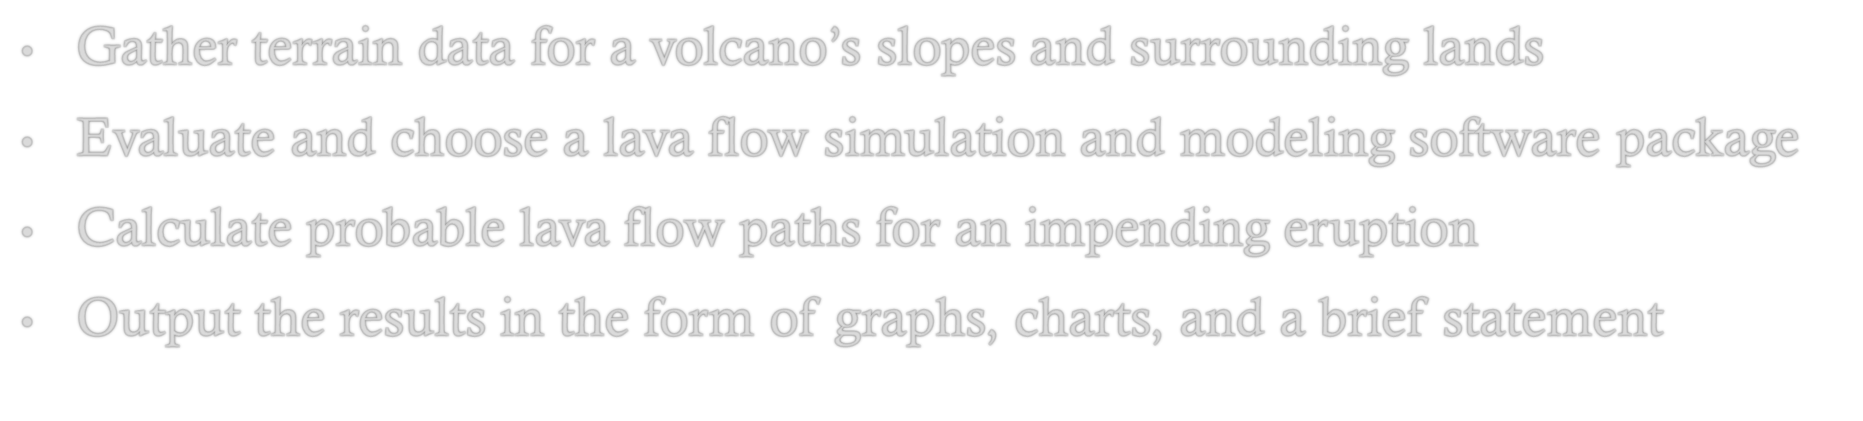 • Gather terrain data for a volcano’s slopes and surrounding lands
• Evaluate and choose a lava flow simulation and modeling software package
• Calculate probable lava flow paths for an impending eruption
• Output the results in the form of graphs, charts, and a brief statement